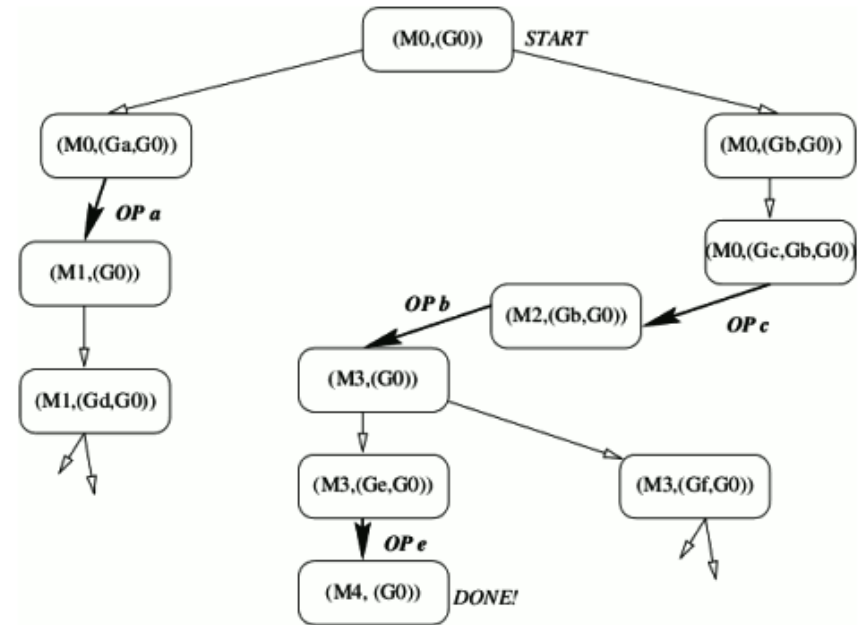 (M0,(G0)) START
(M0,(Ga,G0))
(M0,(Gb,G0))
OP a
(M1,(G0))
(M0,(Gc,Gb,G0))
OP b
(M2,(Gb,G0))
OP c
(M3,(G0))
(M1,(Gd,G0))
(M3,(Ge,G0))
(M3,(Gf,G0))
OP e
(M4, (G0)) DONE!